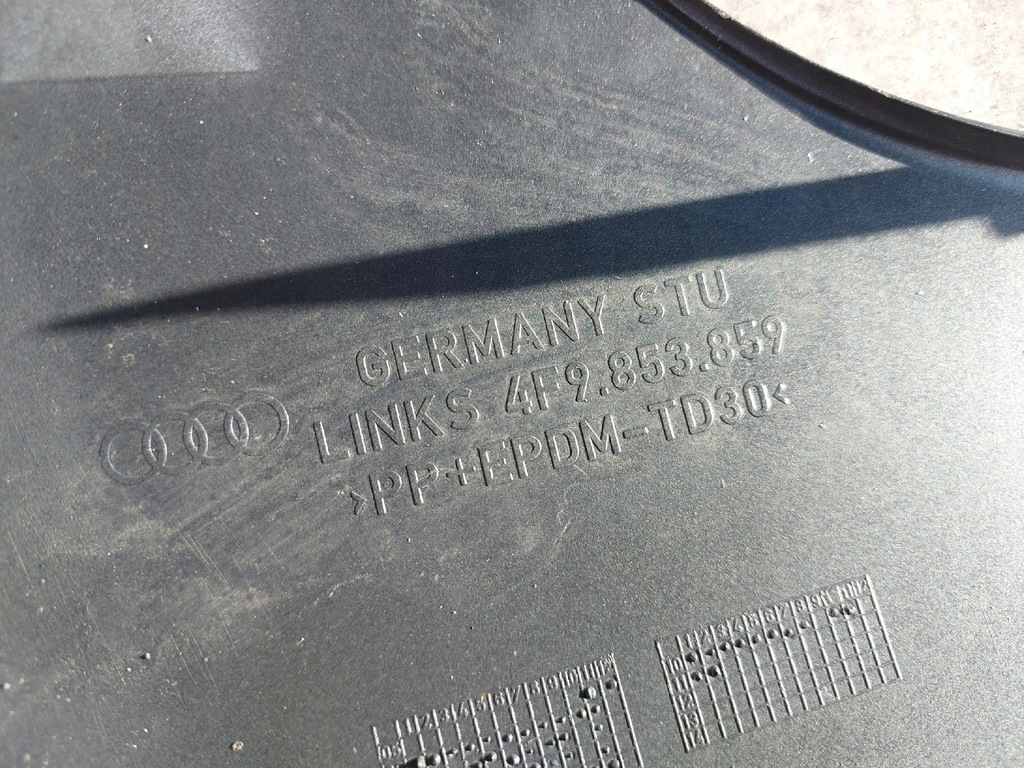 GERMANY STU
LINKS 4F9.853.859
>PP+EPDM-TD30<